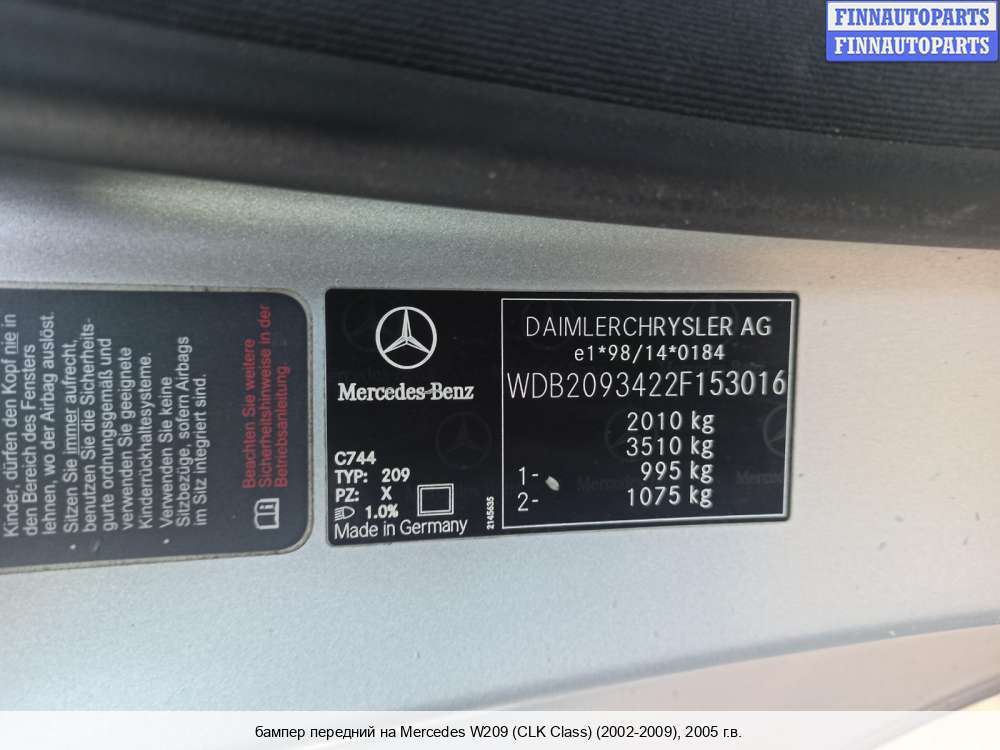 FINNAUTOPARTS
FINNAUTOPARTS
Kinder, dürfen den Kopf nie in
den Bereich des Fensters
lehnen, wo der Airbag auslöst.
• Sitzen Sie immer aufrecht,
benutzen Sie die Sicherheits-
gurte ordnungsgemäß und
verwenden Sie geeignete
Kinderrückhaltesysteme.
• Verwenden Sie keine
Sitzbezüge, sofern Airbags
im Sitz integriert sind.
Beachten Sie weitere
Sicherheitshinweise in der
Betriebsanleitung.
Mercedes-Benz
C744
TYP: 209
PZ: X
1.0%
Made in Germany
2145635
DAIMLERCHRYSLER AG
e1*98/14*0184
WDB2093422F153016
2010 kg
3510 kg
1- 995 kg
2- 1075 kg
бампер передний на Mercedes W209 (CLK Class) (2002-2009), 2005 г.в.